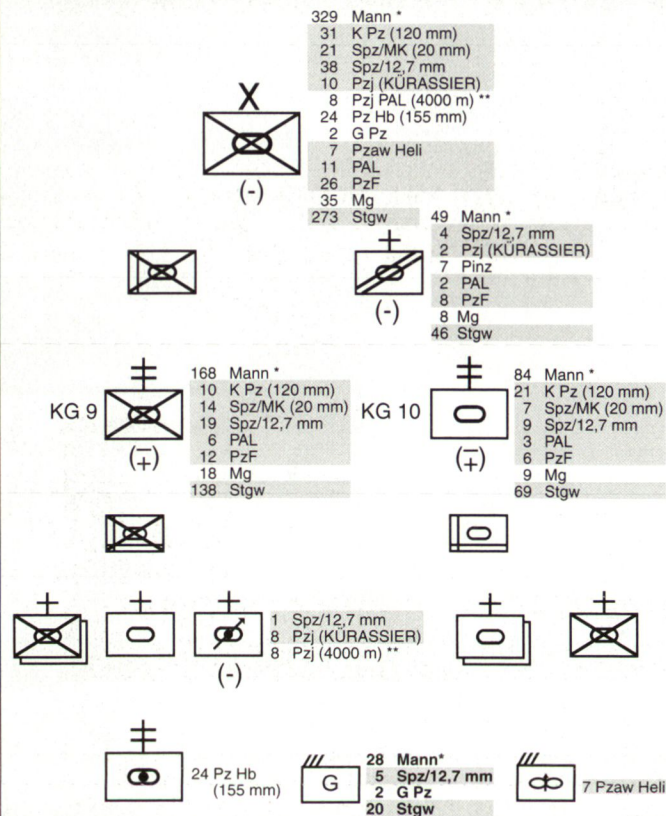 329 Mann *
31 K Pz (120 mm)
21 Spz/MK (20 mm)
38 Spz/12,7 mm
10 Pzj (KÜRASSIER)
8 Pzj PAL (4000 m) **
24 Pz Hb (155 mm)
2 G Pz
7 Pzaw Heli
11 PAL
26 PzF
35 Mg
273 Stgw
X
(-)
49 Mann *
4 Spz/12,7 mm
2 Pzj (KÜRASSIER)
7 Pinz
2 PAL
8 PzF
8 Mg
46 Stgw
(-)
KG 9
168 Mann *
10 K Pz (120 mm)
14 Spz/MK (20 mm)
19 Spz/12,7 mm
6 PAL
12 PzF
18 Mg
138 Stgw
(∓)
KG 10
84 Mann *
21 K Pz (120 mm)
7 Spz/MK (20 mm)
9 Spz/12,7 mm
3 PAL
6 PzF
9 Mg
69 Stgw
(∓)
1 Spz/12,7 mm
8 Pzj (KÜRASSIER)
8 Pzj (4000 m) **
(-)
24 Pz Hb
(155 mm)
G
28 Mann*
5 Spz/12,7 mm
2 G Pz
20 Stgw
7 Pzaw Heli